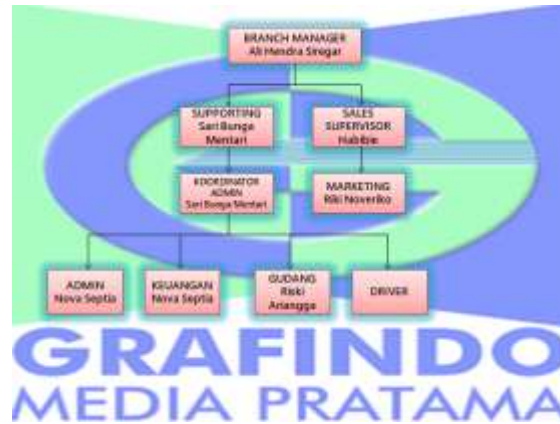 BRANCH MANAGER
Ali Hendra Siregar
SUPPORTING
Sari Bunga
Mentari
SALES
SUPERVISOR
Habibie
KOORDINATOR
ADMIN
Sari Bunga Mentari
MARKETING
Riki Noveriko
ADMIN
Nova Septia
KEUANGAN
Nova Septia
GUDANG
Riski
Ariangga
DRIVER
GRAFINDO
MEDIA PRATAMA